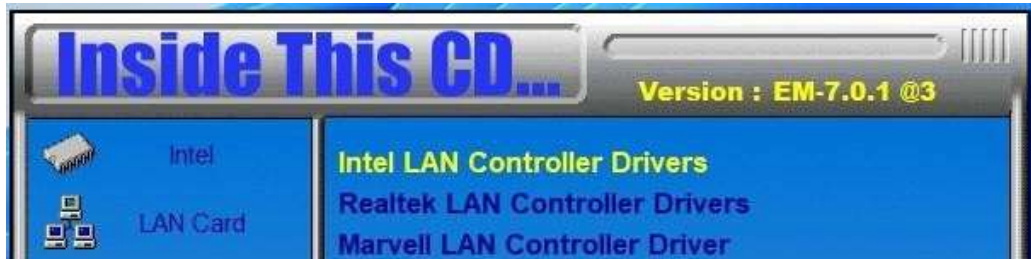 Inside This CD...
Version : EM-7.0.1 @3
Intel
Intel LAN Controller Drivers
LAN Card
Realtek LAN Controller Drivers
Marvell LAN Controller Driver